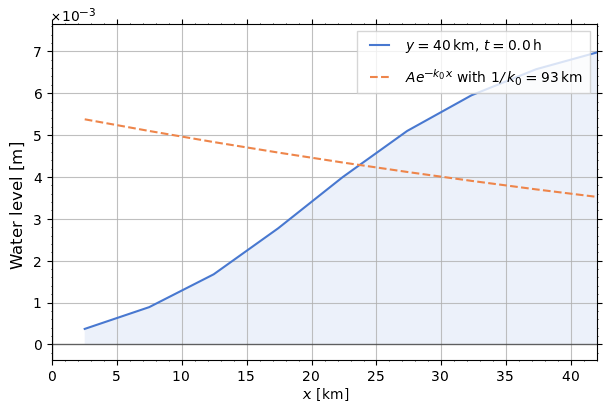 ×10⁻³
7
6
5
4
3
2
1
0
Water level [m]
0 5 10 15 20 25 30 35 40
x [km]
y = 40 km, t = 0.0 h
Ae^{-k₀x} with 1/k₀ = 93 km